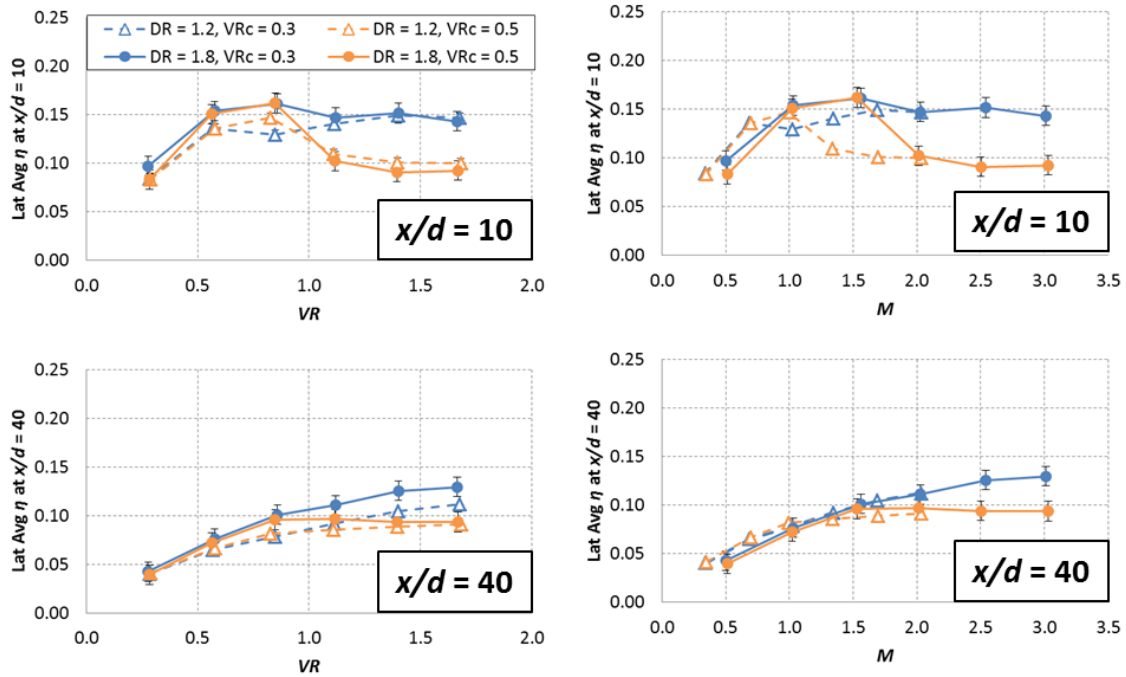 Lat Avg η at x/d = 10
0.25
0.20
0.15
0.10
0.05
0.00
DR = 1.2, VRc = 0.3
DR = 1.2, VRc = 0.5
DR = 1.8, VRc = 0.3
DR = 1.8, VRc = 0.5
x/d = 10
0.0 0.5 1.0 1.5 2.0
VR
Lat Avg η at x/d = 10
0.25
0.20
0.15
0.10
0.05
0.00
x/d = 10
0.0 0.5 1.0 1.5 2.0 2.5 3.0 3.5
M
Lat Avg η at x/d = 40
0.25
0.20
0.15
0.10
0.05
0.00
x/d = 40
0.0 0.5 1.0 1.5 2.0
VR
Lat Avg η at x/d = 40
0.25
0.20
0.15
0.10
0.05
0.00
x/d = 40
0.0 0.5 1.0 1.5 2.0 2.5 3.0 3.5
M